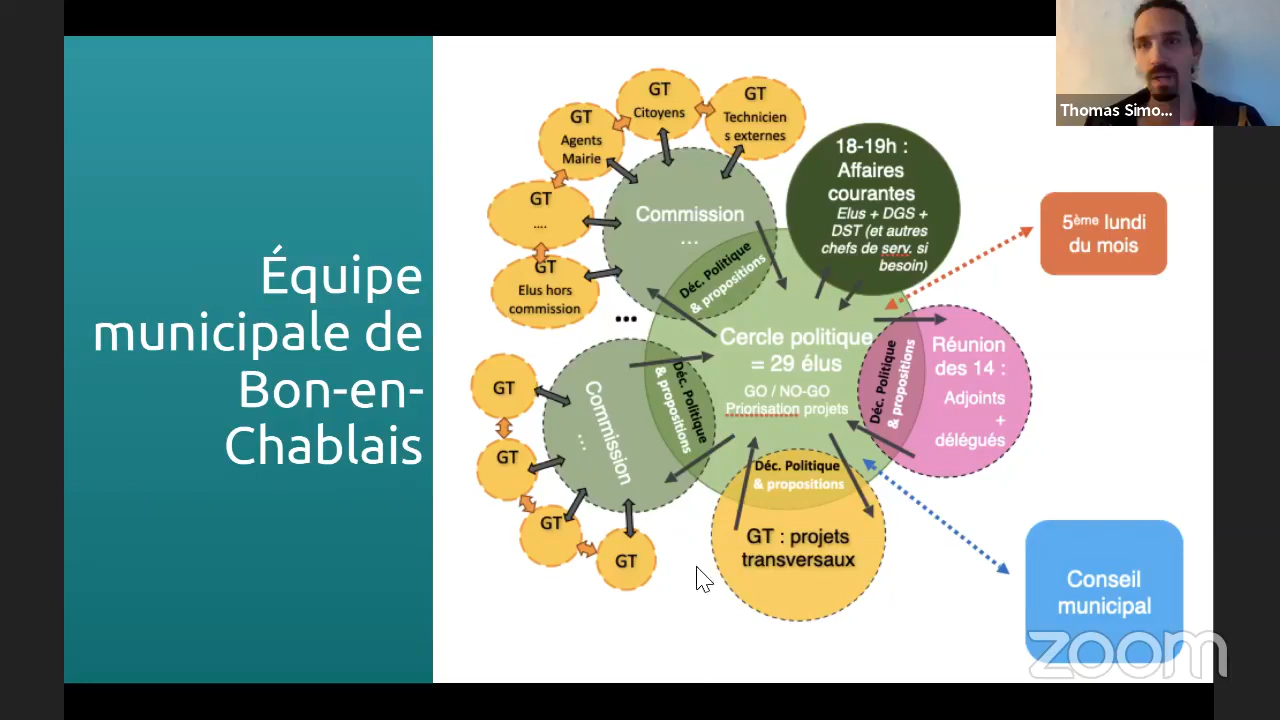 Équipe
municipale de
Bon-en-
Chablais
GT
Citoyens
GT
Technicien
s externes
GT
Agents
Mairie
GT
....
GT
Elus hors
commission
Commission
...
Déc. Politique
& propositions
18-19h :
Affaires
courantes
Elus + DGS +
DST (et autres
chefs de serv. si
besoin)
5ème lundi
du mois
...
Cercle politique
= 29 élus
GO / NO-GO
Priorisation projets
Déc. Politique
& propositions
Réunion
des 14 :
Adjoints
+
délégués
GT
GT
GT
GT
Commission
...
Déc. Politique
& propositions
Déc. Politique
& propositions
GT : projets
transversaux
Conseil
municipal
Thomas Simo...
zoom